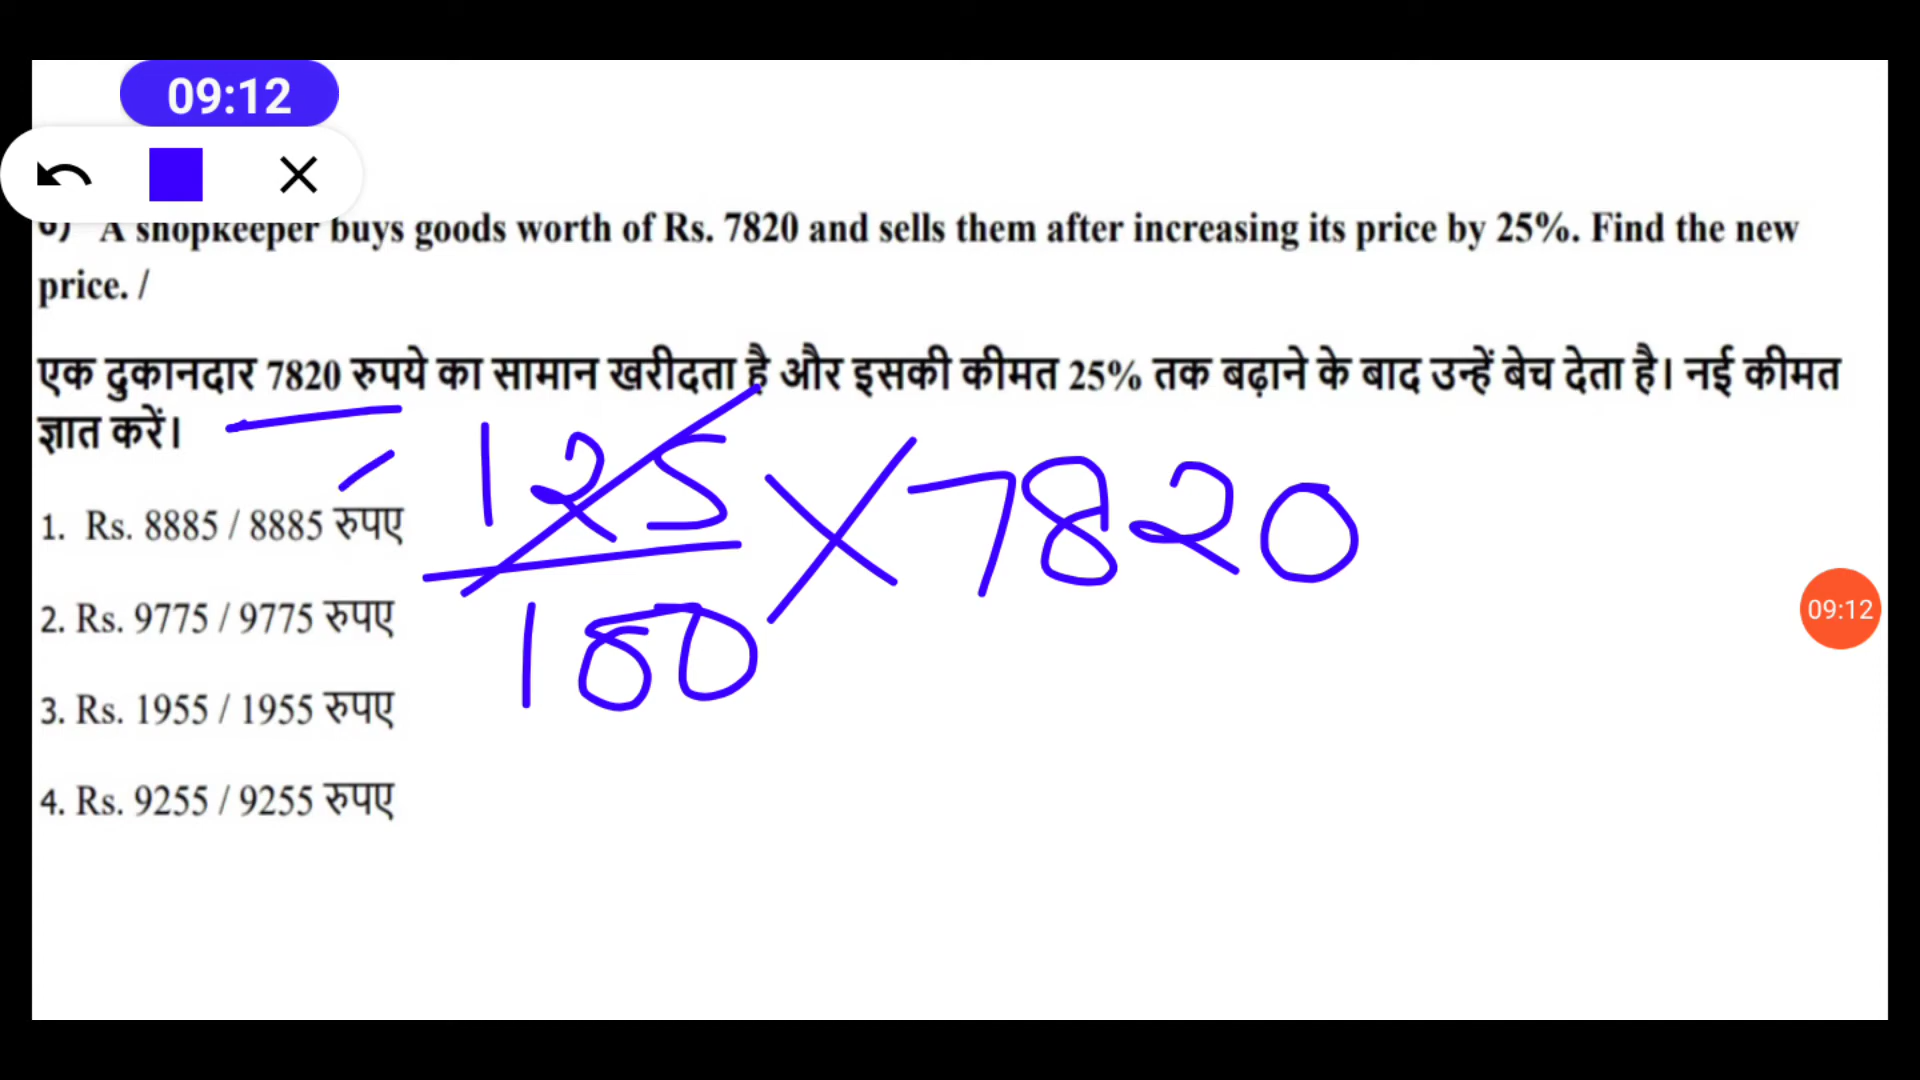 09:12
6) A shopkeeper buys goods worth of Rs. 7820 and sells them after increasing its price by 25%. Find the new
price. /
एक दुकानदार 7820 रुपये का सामान खरीदता है और इसकी कीमत 25% तक बढ़ाने के बाद उन्हें बेच देता है। नई कीमत
ज्ञात करें।
= 125 × 7820
100
1. Rs. 8885 / 8885 रुपए
2. Rs. 9775 / 9775 रुपए
3. Rs. 1955 / 1955 रुपए
4. Rs. 9255 / 9255 रुपए
09:12